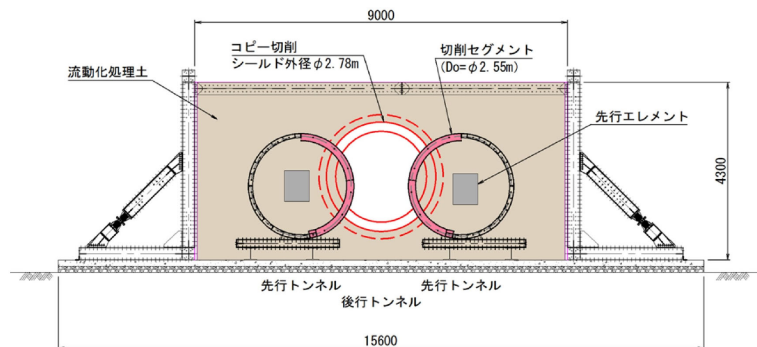 9000
コピー切削
シールド外径φ2.78m
切削セグメント
(Do=φ2.55m)
流動化処理土
先行エレメント
4300
先行トンネル
先行トンネル
後行トンネル
15600